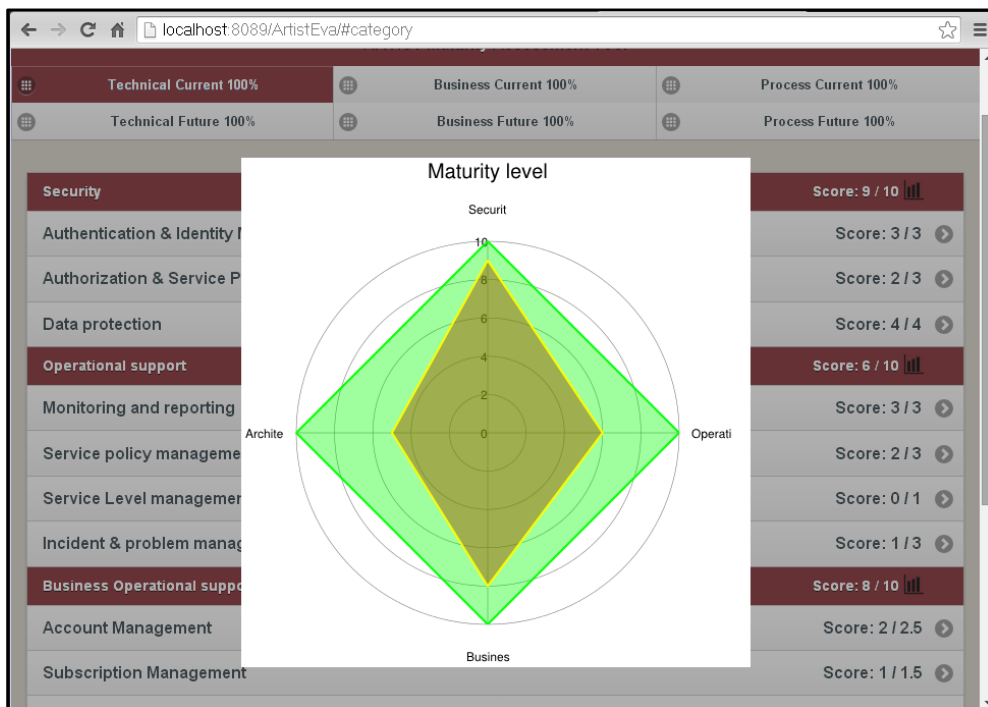 localhost:8089/ArtistEva/#category
Technical Current 100%
Business Current 100%
Process Current 100%
Technical Future 100%
Business Future 100%
Process Future 100%
Maturity level
Securit
10
8
6
4
2
0
Archite
Operati
Busines
Security
Score: 9 / 10
Authentication & Identity
Score: 3 / 3
Authorization & Service P
Score: 2 / 3
Data protection
Score: 4 / 4
Operational support
Score: 6 / 10
Monitoring and reporting
Score: 3 / 3
Service policy manageme
Score: 2 / 3
Service Level managemer
Score: 0 / 1
Incident & problem manag
Score: 1 / 3
Business Operational suppo
Score: 8 / 10
Account Management
Score: 2 / 2.5
Subscription Management
Score: 1 / 1.5